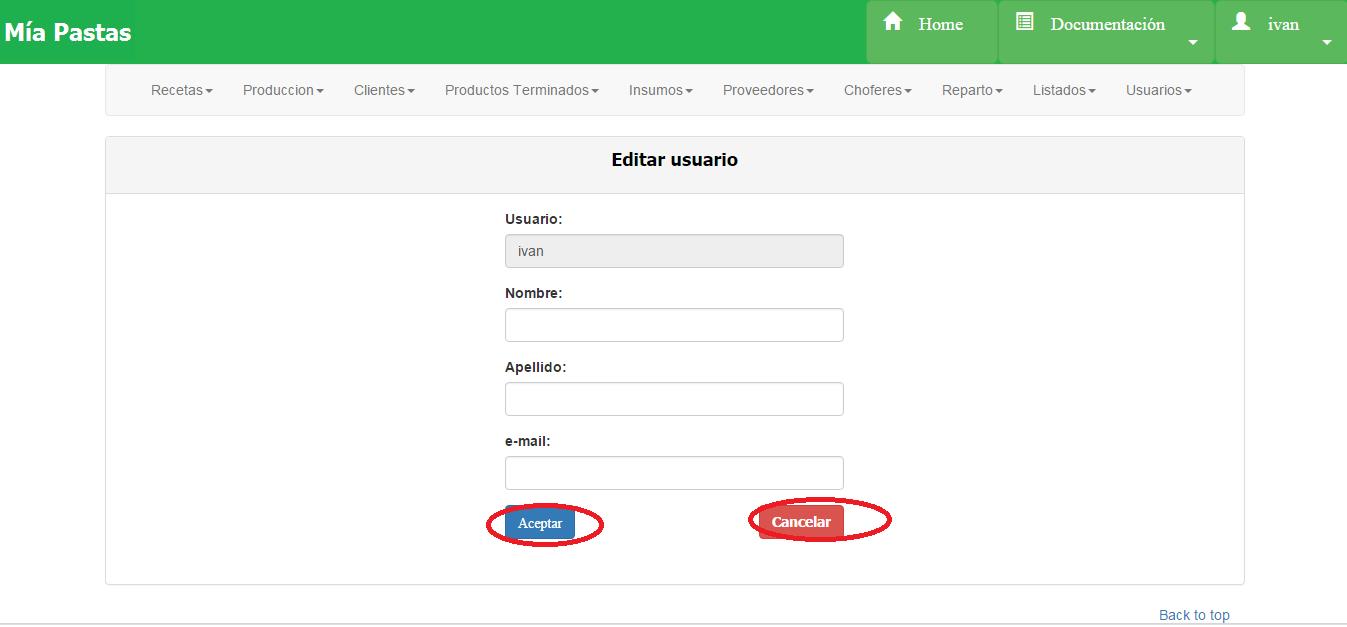 Mía Pastas Home Documentación ivan
Recetas Produccion Clientes Productos Terminados Insumos Proveedores Choferes Reparto Listados Usuarios
Editar usuario
Usuario:
ivan
Nombre:
Apellido:
e-mail:
Aceptar Cancelar
Back to top